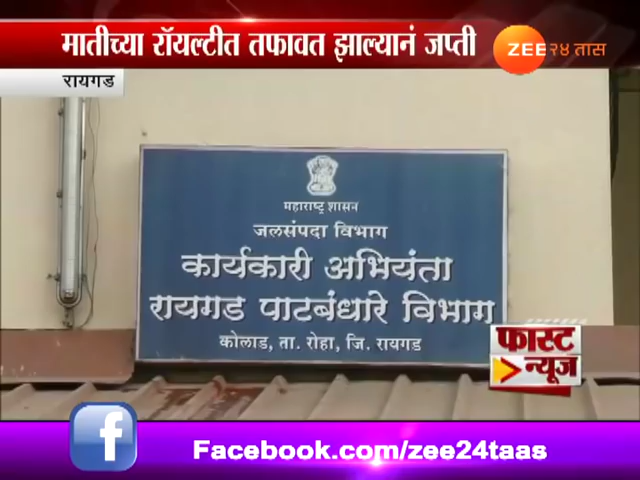 मातीच्या रॉयल्टीत तफावत झाल्यानं जप्ती
ZEE २४ तास
रायगड
महाराष्ट्र शासन
जलसंपदा विभाग
कार्यकारी अभियंता
रायगड पाटबंधारे विभाग
कोलाड, ता. रोहा, जि. रायगड
फास्ट
न्यूज
Facebook.com/zee24taas